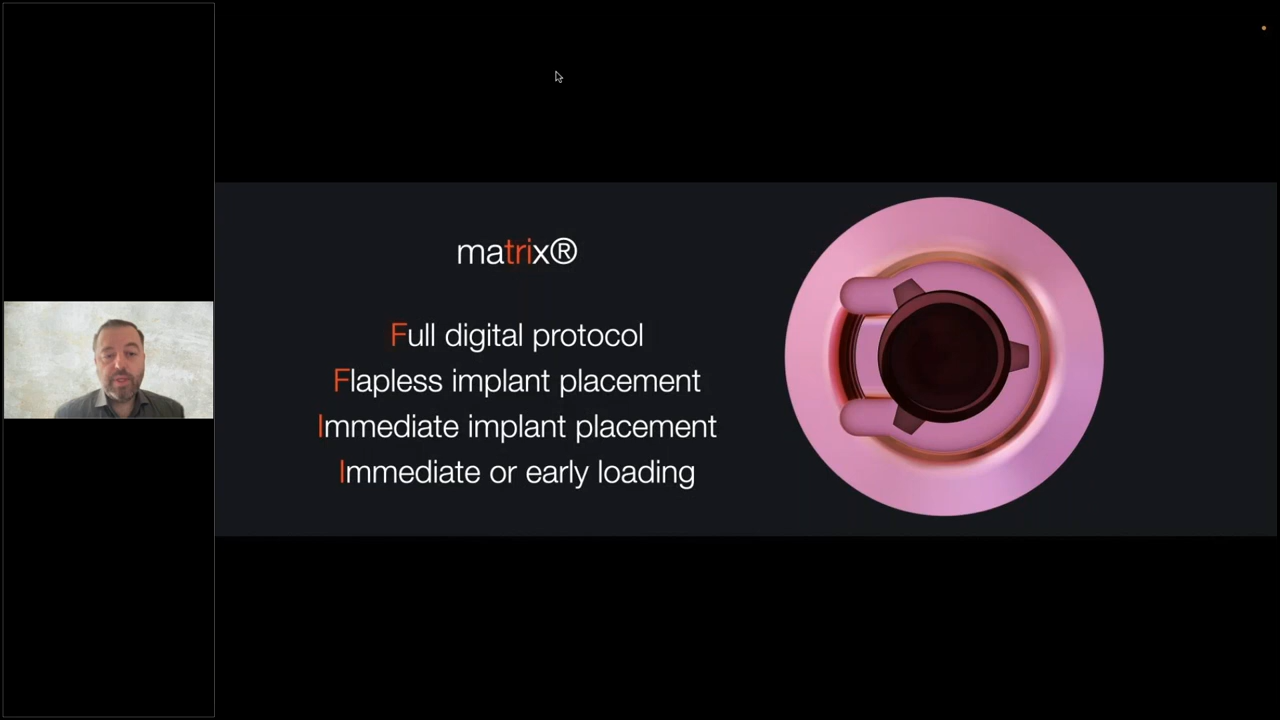 matrix®
Full digital protocol
Flapless implant placement
Immediate implant placement
Immediate or early loading